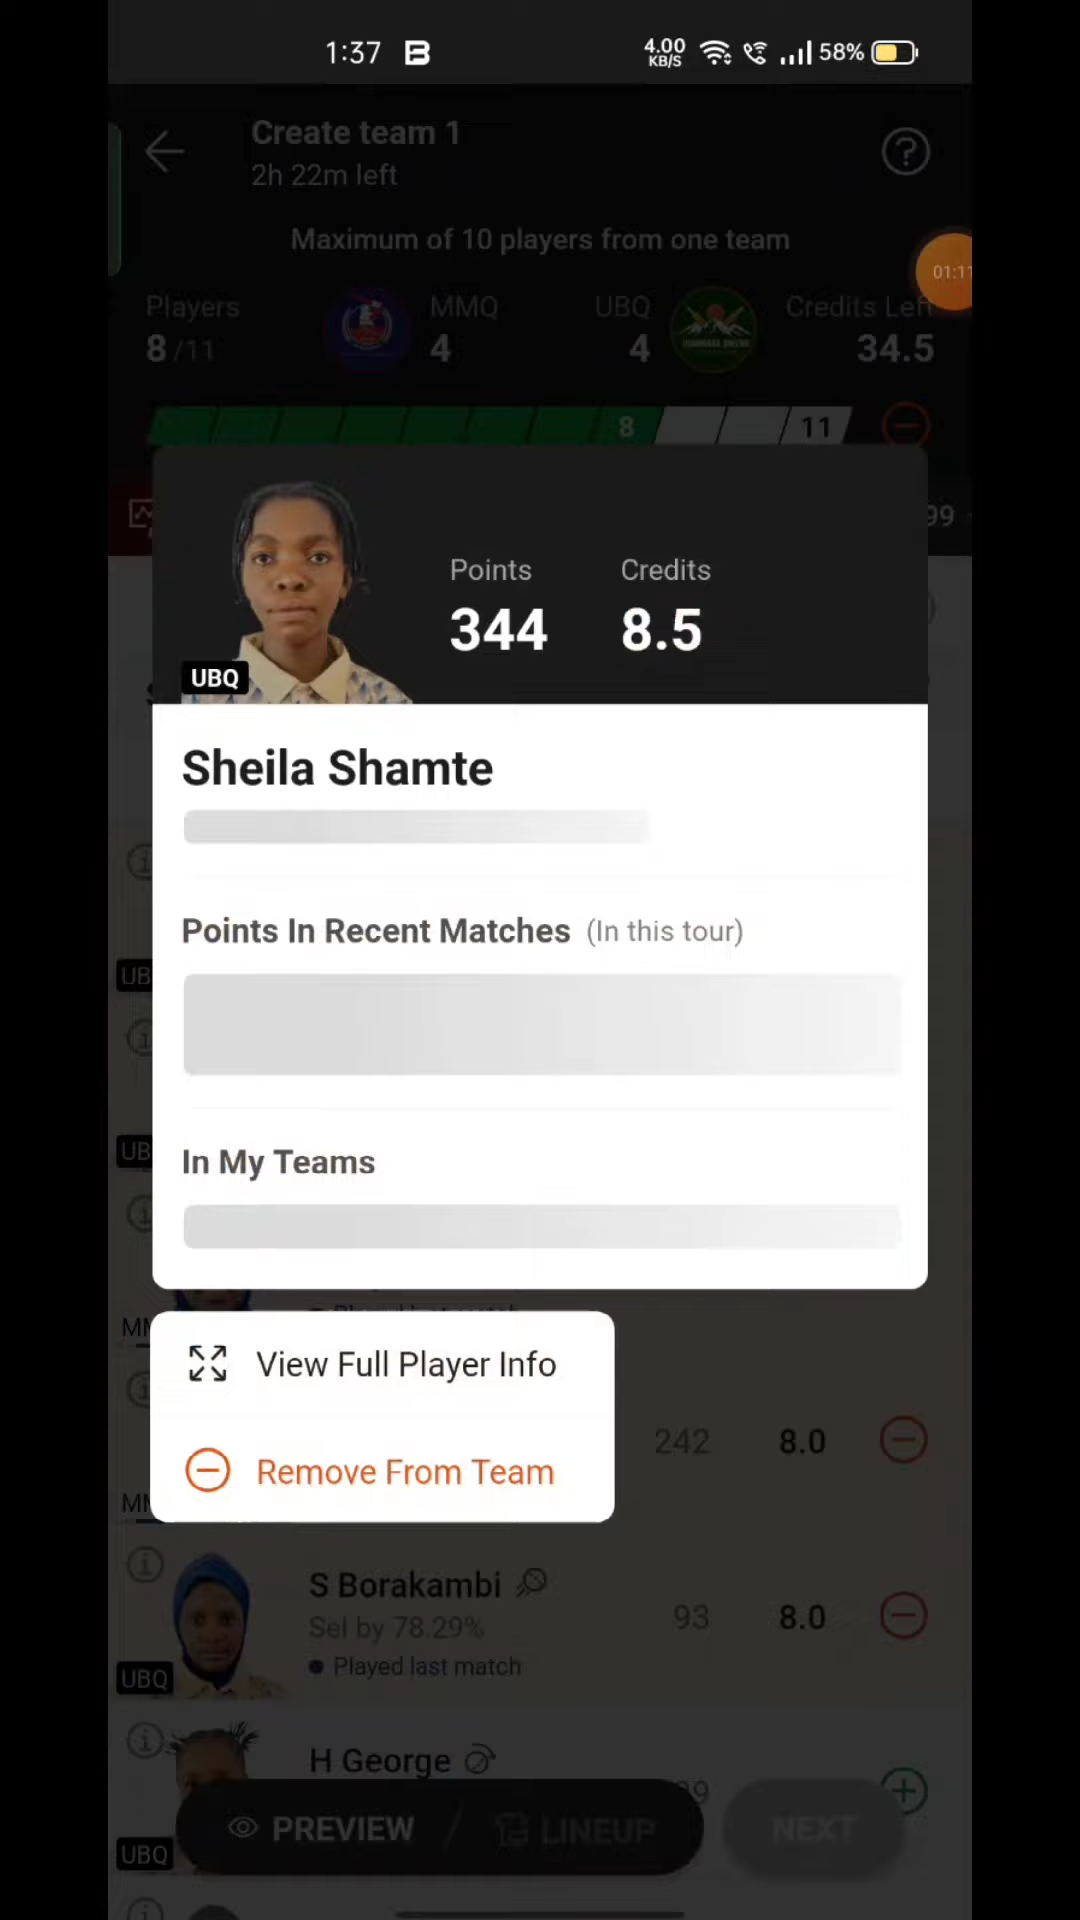 1:37
4.00
KB/S
58%
Create team 1
2h 22m left
Maximum of 10 players from one team
01:11
Players
MMQ
UBQ
Credits Left
8/11
4
4
34.5
8
11
99
Points
Credits
344
8.5
UBQ
Sheila Shamte
Points In Recent Matches (In this tour)
In My Teams
View Full Player Info
242
8.0
Remove From Team
S Borakambi
Sel by 78.29%
93
8.0
Played last match
UBQ
H George
PREVIEW
LINEUP
NEXT
UBQ